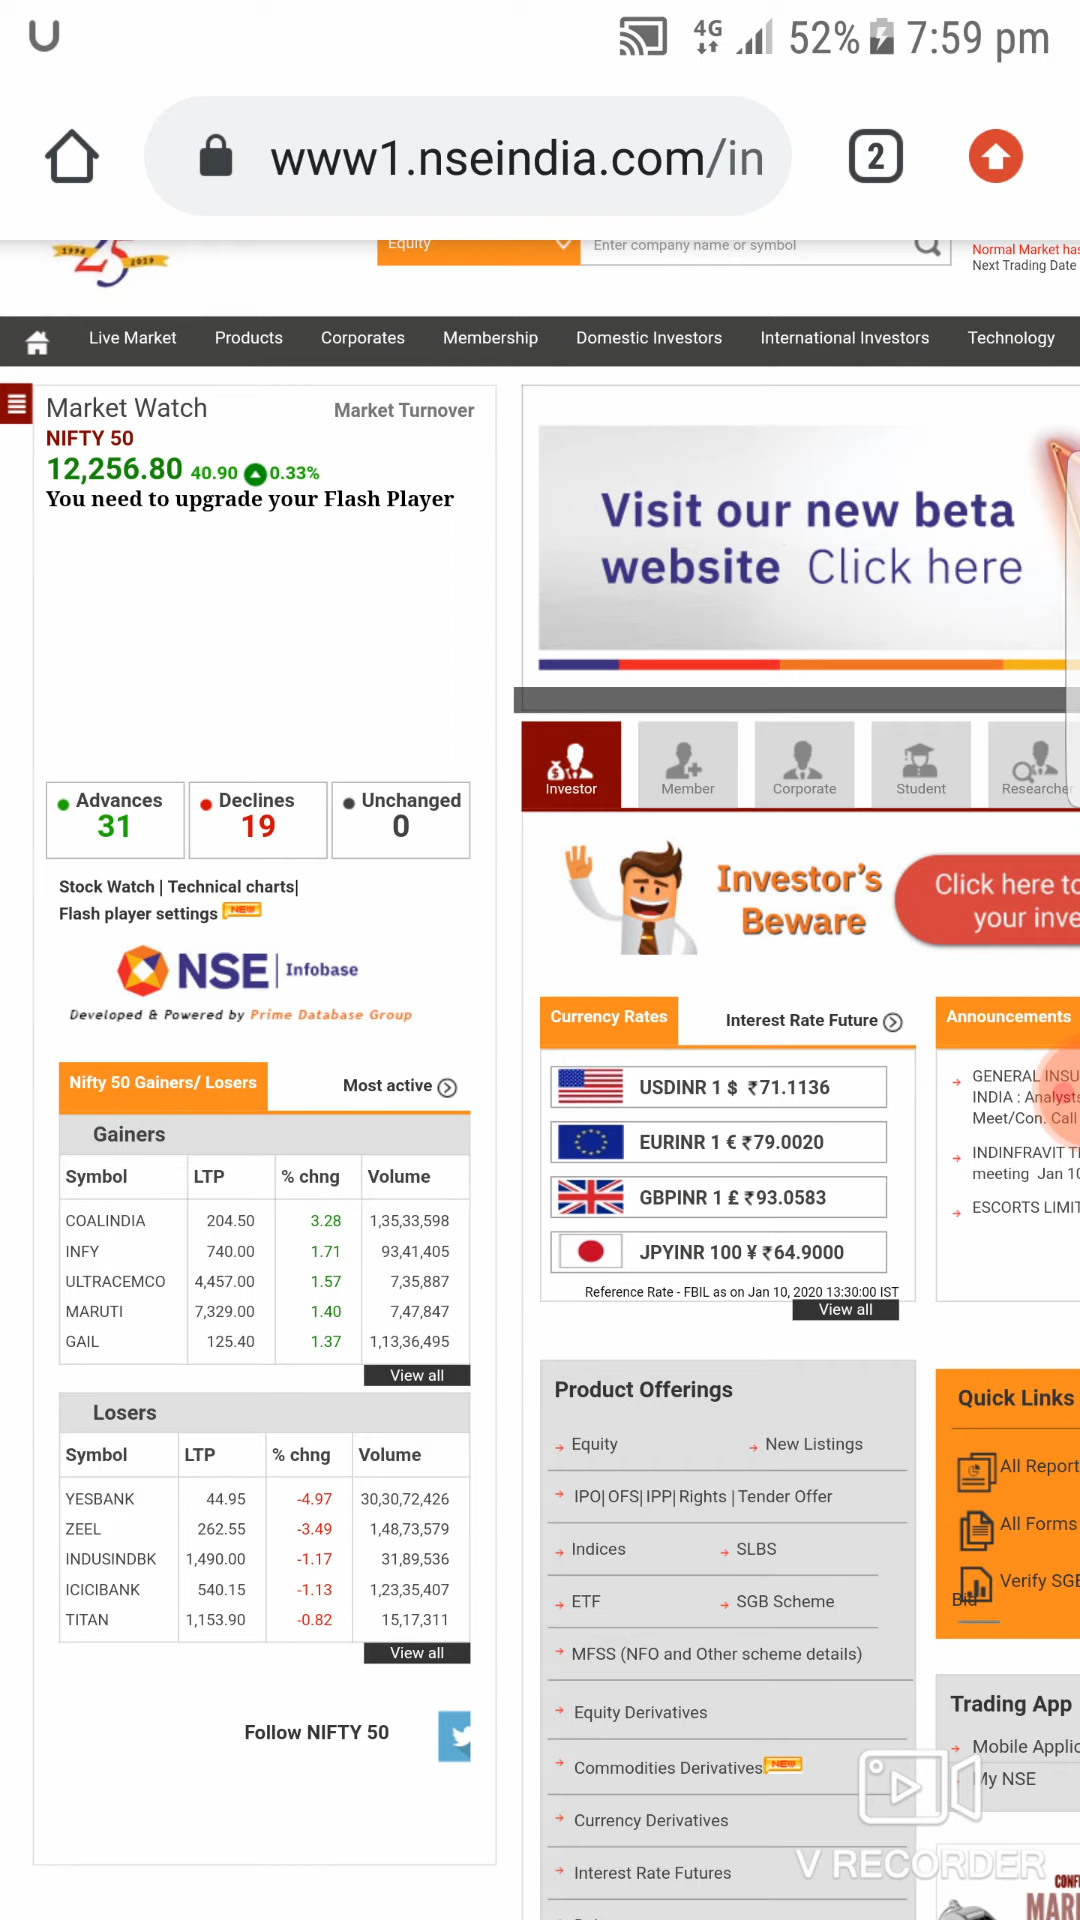 U
4G 52% 7:59 pm
www1.nseindia.com/in
2
1994 25 2019
Equity
Enter company name or symbol
Normal Market has
Next Trading Date
Live Market Products Corporates Membership Domestic Investors International Investors Technology
Market Watch
Market Turnover
NIFTY 50
12,256.80 40.90 0.33%
You need to upgrade your Flash Player
Advances
31
Declines
19
Unchanged
0
Stock Watch | Technical charts|
Flash player settings NEW
NSE | Infobase
Developed & Powered by Prime Database Group
Nifty 50 Gainers/ Losers
Most active
Gainers
Symbol LTP % chng Volume
COALINDIA 204.50 3.28 1,35,33,598
INFY 740.00 1.71 93,41,405
ULTRACEMCO 4,457.00 1.57 7,35,887
MARUTI 7,329.00 1.40 7,47,847
GAIL 125.40 1.37 1,13,36,495
View all
Losers
Symbol LTP % chng Volume
YESBANK 44.95 -4.97 30,30,72,426
ZEEL 262.55 -3.49 1,48,73,579
INDUSINDBK 1,490.00 -1.17 31,89,536
ICICIBANK 540.15 -1.13 1,23,35,407
TITAN 1,153.90 -0.82 15,17,311
View all
Follow NIFTY 50
Visit our new beta
website Click here
Investor
Member
Corporate
Student
Researcher
Investor's
Beware
Click here to
your inve
Currency Rates
Interest Rate Future
USDINR 1 $ ₹71.1136
EURINR 1 € ₹79.0020
GBPINR 1 £ ₹93.0583
JPYINR 100 ¥ ₹64.9000
Reference Rate - FBIL as on Jan 10, 2020 13:30:00 IST
View all
Announcements
GENERAL INSU
INDIA : Analysts
Meet/Con. Call
INDINFRAVIT T
meeting Jan 10
ESCORTS LIMIT
Product Offerings
Equity
New Listings
IPO| OFS| IPP| Rights | Tender Offer
Indices
SLBS
ETF
SGB Scheme
MFSS (NFO and Other scheme details)
Equity Derivatives
Commodities Derivatives NEW
Currency Derivatives
Interest Rate Futures
Quick Links
All Report
All Forms
Verify SGB
Bid
Trading App
Mobile Applic
My NSE
V RECORDER
CONF
MAR